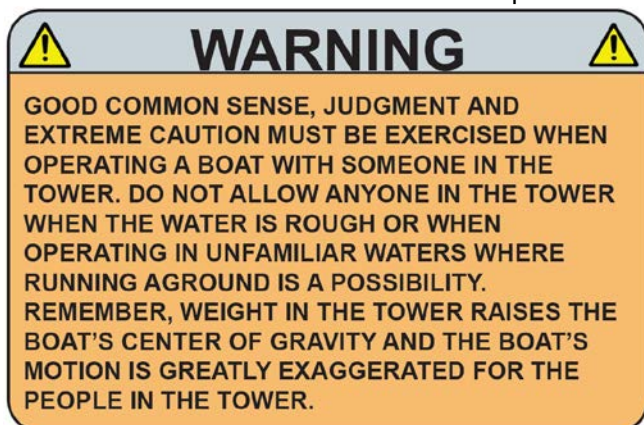 WARNING
GOOD COMMON SENSE, JUDGMENT AND
EXTREME CAUTION MUST BE EXERCISED WHEN
OPERATING A BOAT WITH SOMEONE IN THE
TOWER. DO NOT ALLOW ANYONE IN THE TOWER
WHEN THE WATER IS ROUGH OR WHEN
OPERATING IN UNFAMILIAR WATERS WHERE
RUNNING AGROUND IS A POSSIBILITY.
REMEMBER, WEIGHT IN THE TOWER RAISES THE
BOAT'S CENTER OF GRAVITY AND THE BOAT'S
MOTION IS GREATLY EXAGGERATED FOR THE
PEOPLE IN THE TOWER.